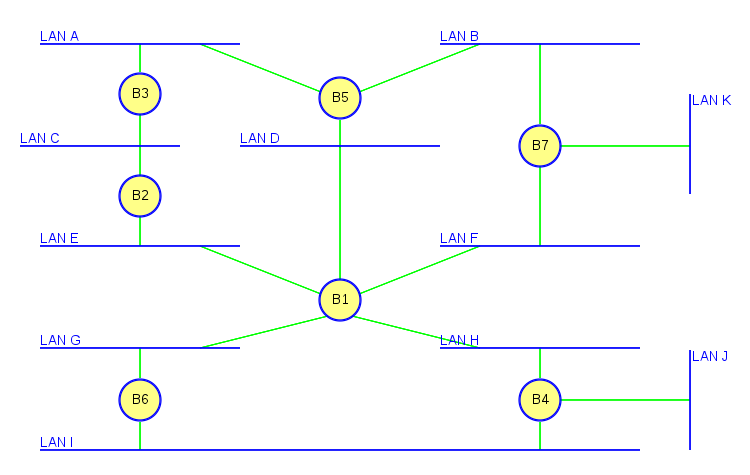 LAN A
LAN B
B3
B5
LAN K
LAN C
LAN D
B7
B2
LAN E
LAN F
B1
LAN G
LAN H
LAN J
B6
B4
LAN I